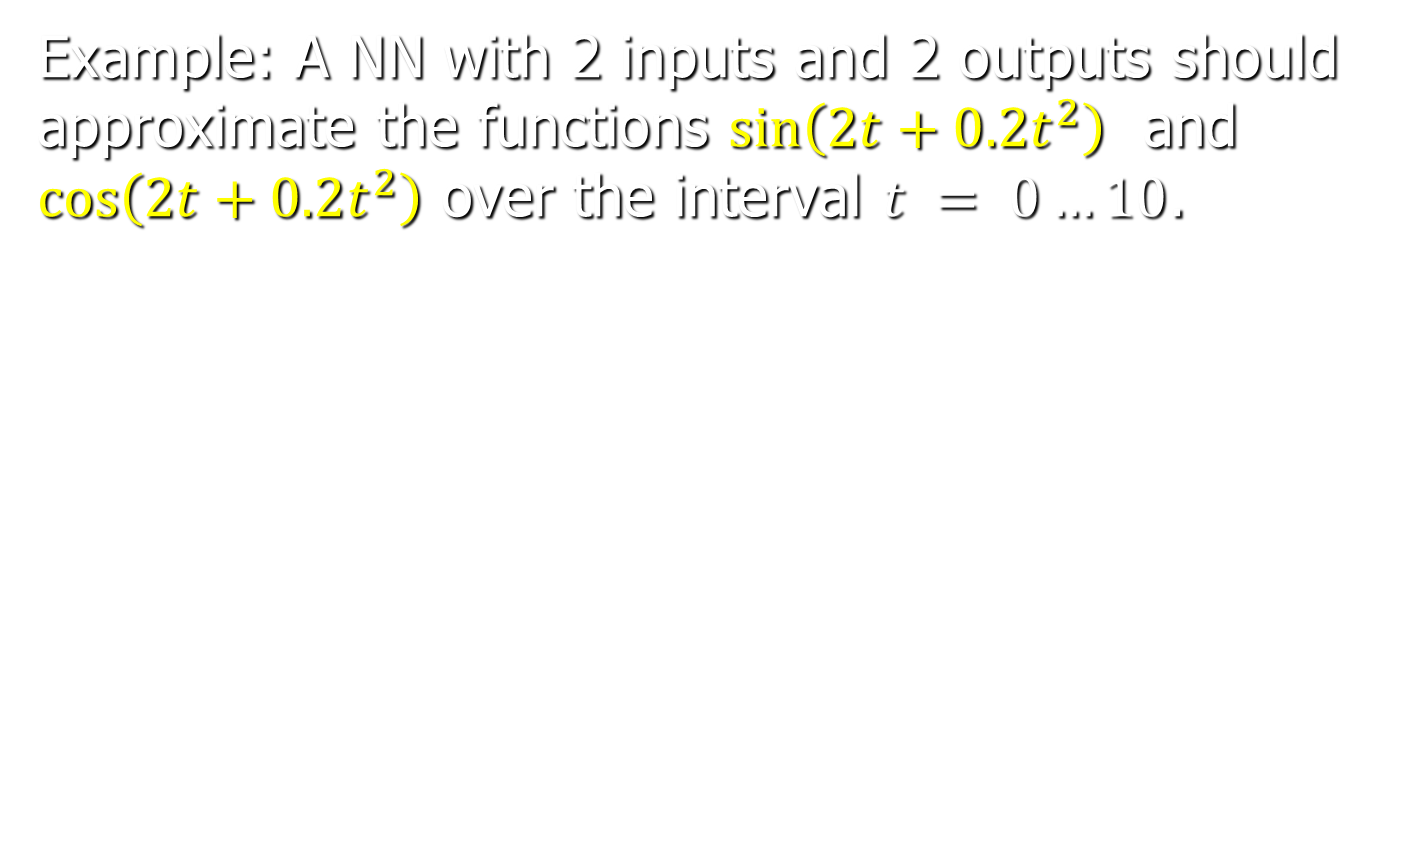 Example: A NN with 2 inputs and 2 outputs should
approximate the functions sin(2t + 0.2t²) and
cos(2t + 0.2t²) over the interval t = 0 … 10.